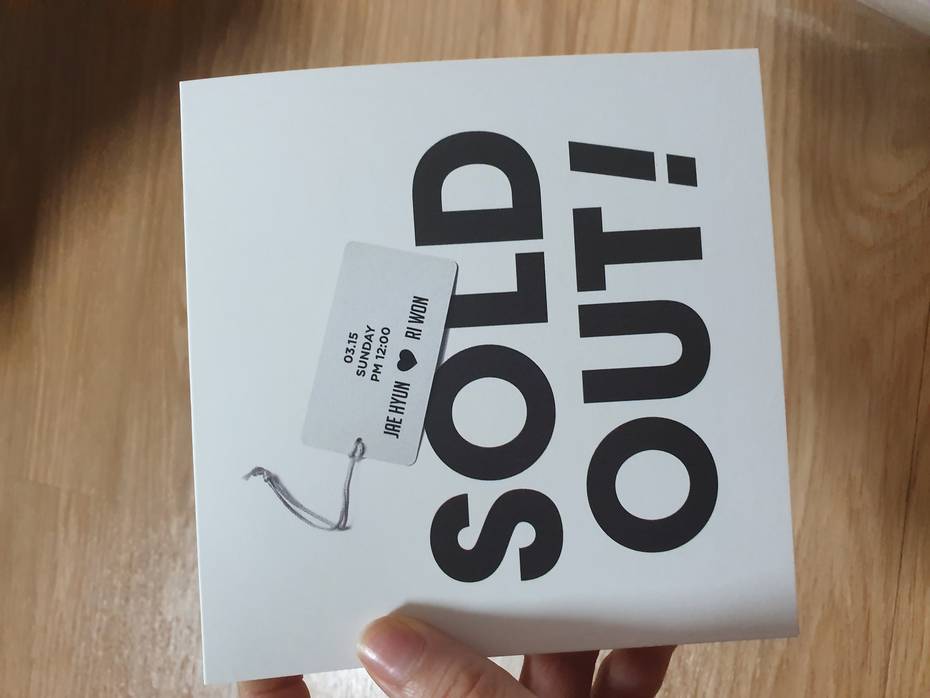 03.15
SUNDAY
PM 12:00
JAE HYUN ♥ RI WON
SOLD
OUT!